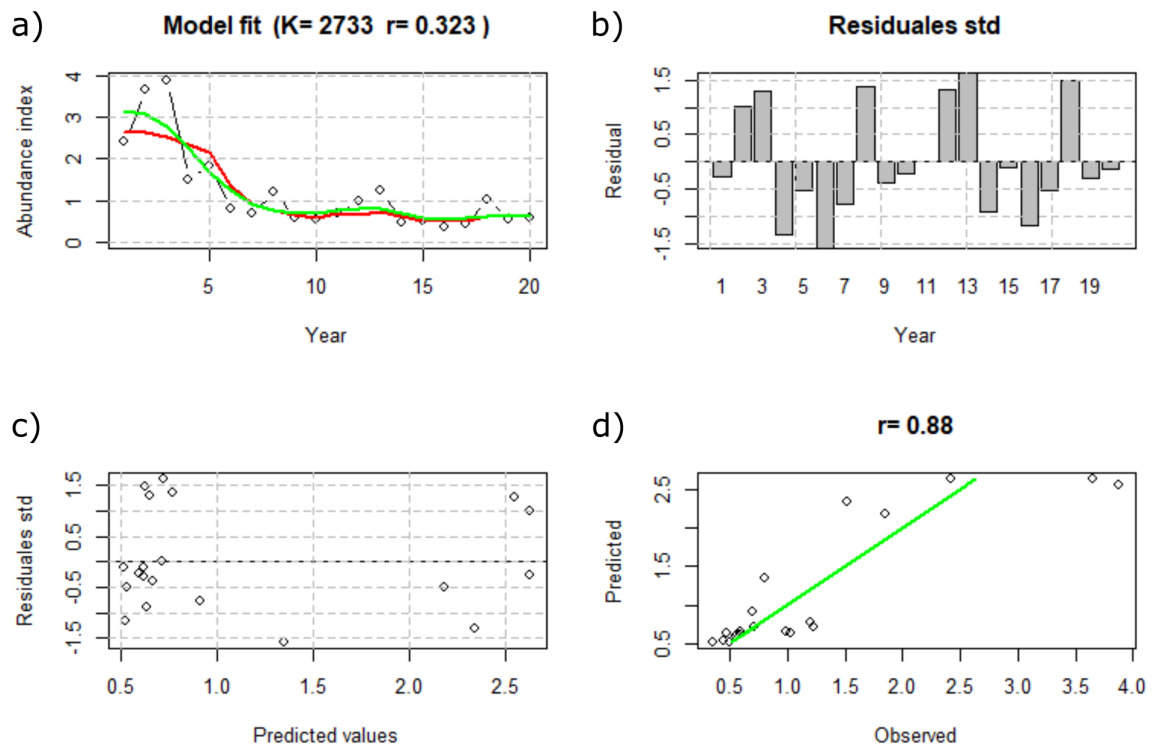 a)
Model fit (K= 2733 r= 0.323 )
Abundance index
4
3
2
1
0
5
10
15
20
Year
b)
Residuales std
Residual
1.5
0.5
-0.5
-1.5
1
3
5
7
9
11
13
15
17
19
Year
c)
Residuales std
1.5
0.5
-0.5
-1.5
0.5
1.0
1.5
2.0
2.5
Predicted values
d)
r= 0.88
Predicted
2.5
1.5
0.5
0.5
1.0
1.5
2.0
2.5
3.0
3.5
4.0
Observed